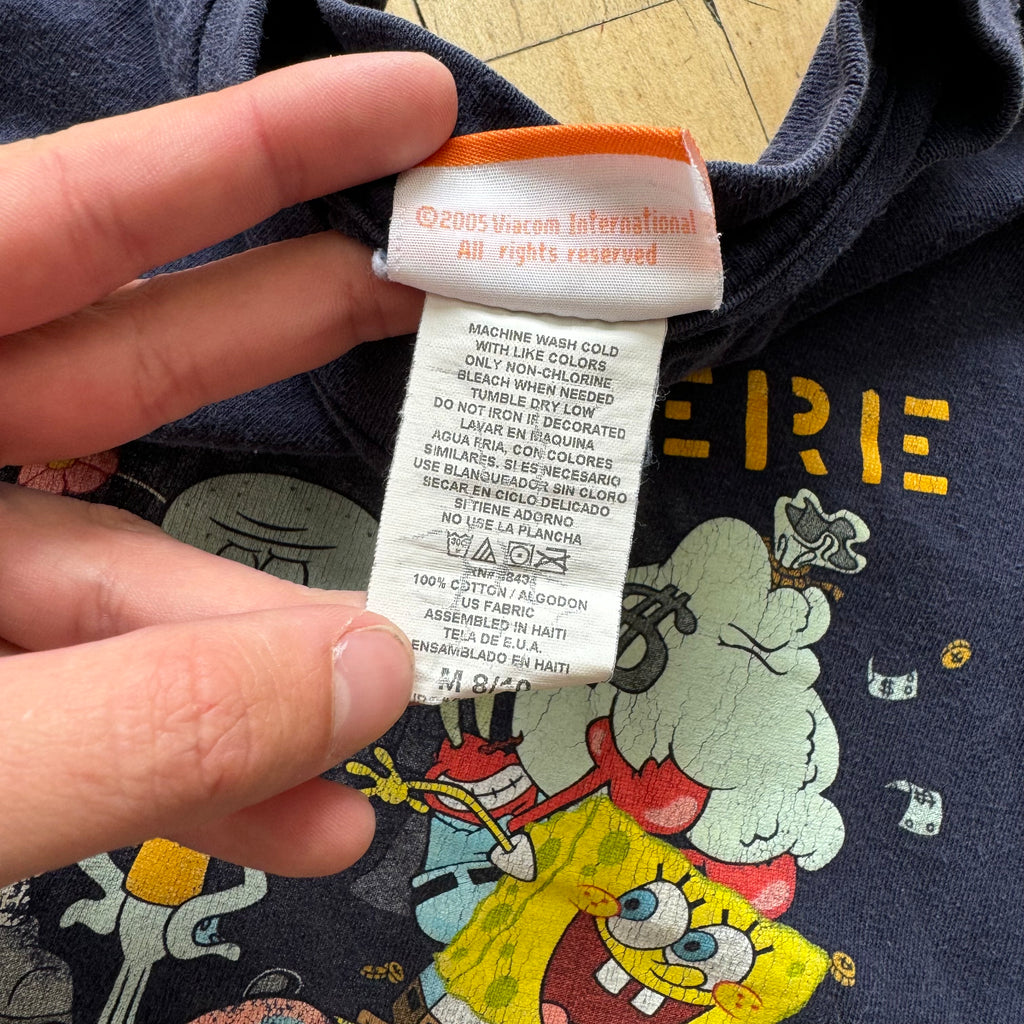 ©2005 Viacom International
All rights reserved
MACHINE WASH COLD
WITH LIKE COLORS
ONLY NON-CHLORINE
BLEACH WHEN NEEDED
TUMBLE DRY LOW
DO NOT IRON IF DECORATED
LAVAR EN MAQUINA
AGUA FRIA, CON COLORES
SIMILARES. SI ES NECESARIO
USE BLANQUEADOR SIN CLORO
SECAR EN CICLO DELICADO
SI TIENE ADORNO
NO USE LA PLANCHA
30C
100% COTTON / ALGODON
US FABRIC
ASSEMBLED IN HAITI
TELA DE E.U.A.
ENSAMBLADO EN HAITI
M 8/10
ERE
$